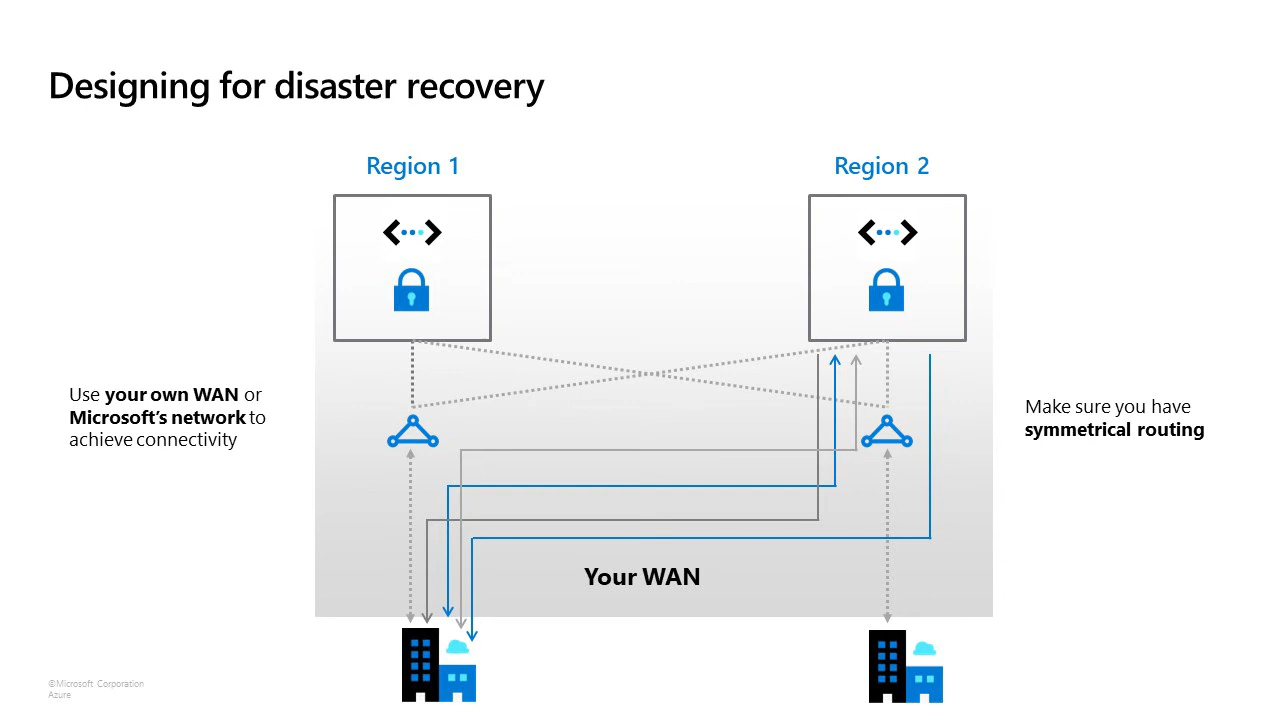 Designing for disaster recovery
Region 1
Region 2
Use your own WAN or
Microsoft's network to
achieve connectivity
Make sure you have
symmetrical routing
Your WAN
©Microsoft Corporation
Azure